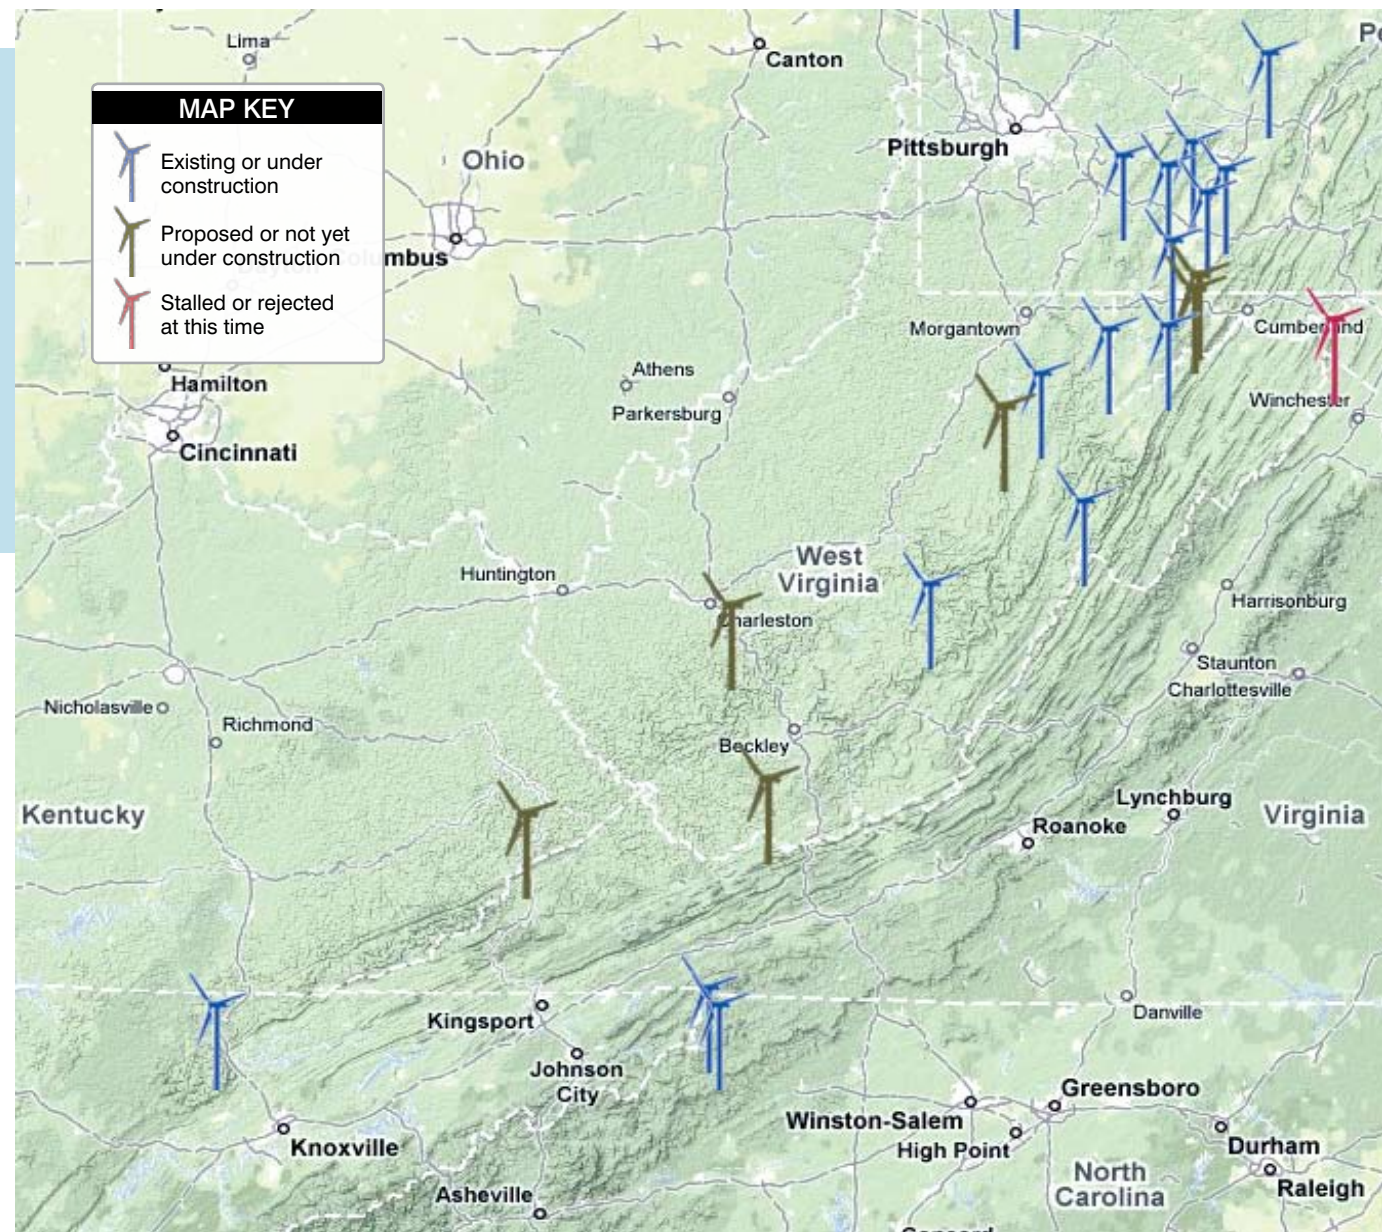 Lima
Canton
Pittsburgh
MAP KEY
Existing or under
construction
Proposed or not yet
under construction
Stalled or rejected
at this time
Ohio
Morgantown
Cumberland
Hamilton
Athens
Parkersburg
Winchester
Cincinnati
West
Virginia
Huntington
Charleston
Harrisonburg
Staunton
Charlottesville
Nicholasville
Richmond
Beckley
Kentucky
Lynchburg
Virginia
Roanoke
Kingsport
Danville
Johnson
City
Greensboro
Winston-Salem
High Point
Knoxville
Durham
North
Carolina
Raleigh
Asheville